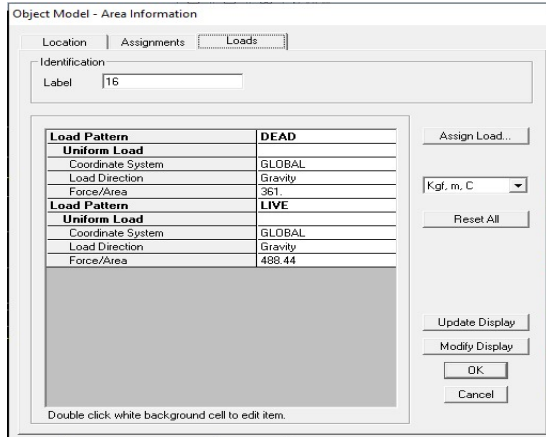 Object Model - Area Information
Location Assignments Loads
Identification
Label 16
Load Pattern DEAD
Uniform Load
Coordinate System GLOBAL
Load Direction Gravity
Force/Area 361.
Load Pattern LIVE
Uniform Load
Coordinate System GLOBAL
Load Direction Gravity
Force/Area 488.44
Double click white background cell to edit item.
Assign Load...
Kgf, m, C
Reset All
Update Display
Modify Display
OK
Cancel